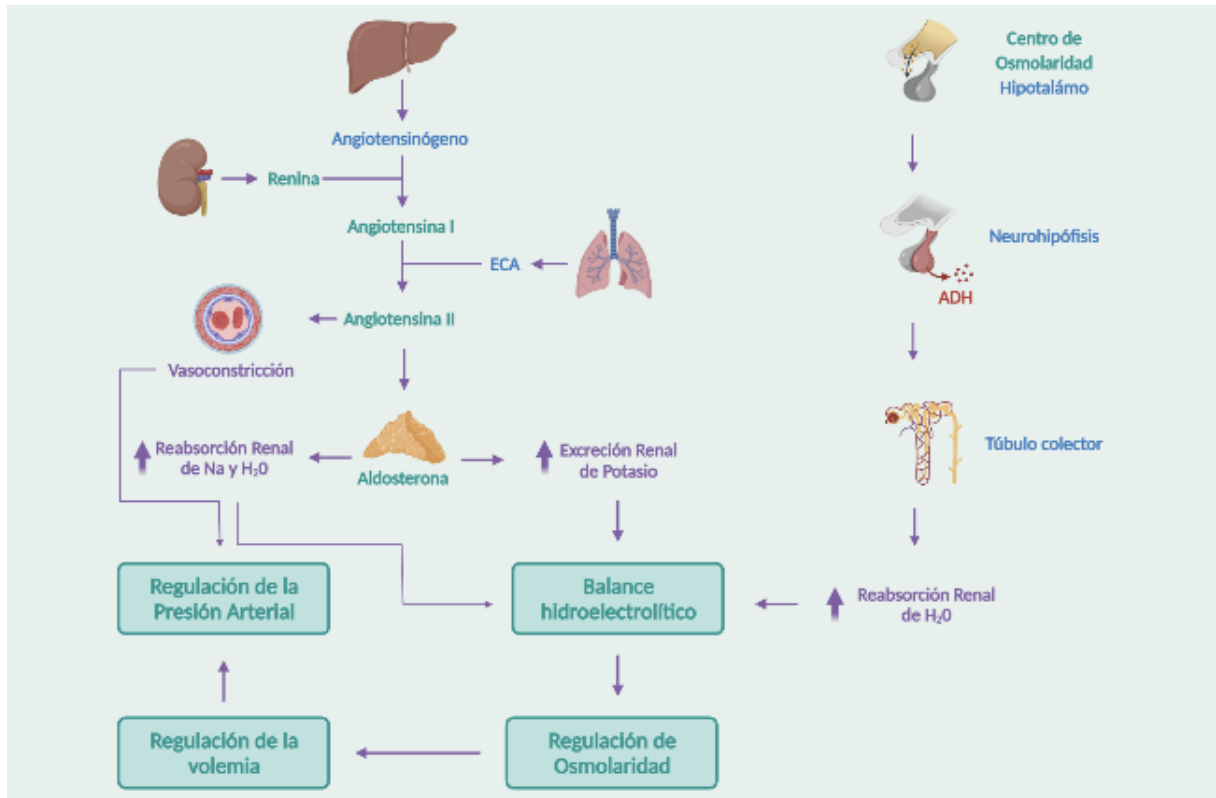 Centro de
Osmolaridad
Hipotalámo
Angiotensinógeno
Renina
Angiotensina I
ECA
Neurohipófisis
ADH
Angiotensina II
Vasoconstricción
Reabsorción Renal
de Na y H₂0
Aldosterona
Excreción Renal
de Potasio
Túbulo colector
Regulación de la
Presión Arterial
Balance
hidroelectrolítico
Reabsorción Renal
de H₂0
Regulación de la
volemia
Regulación de
Osmolaridad